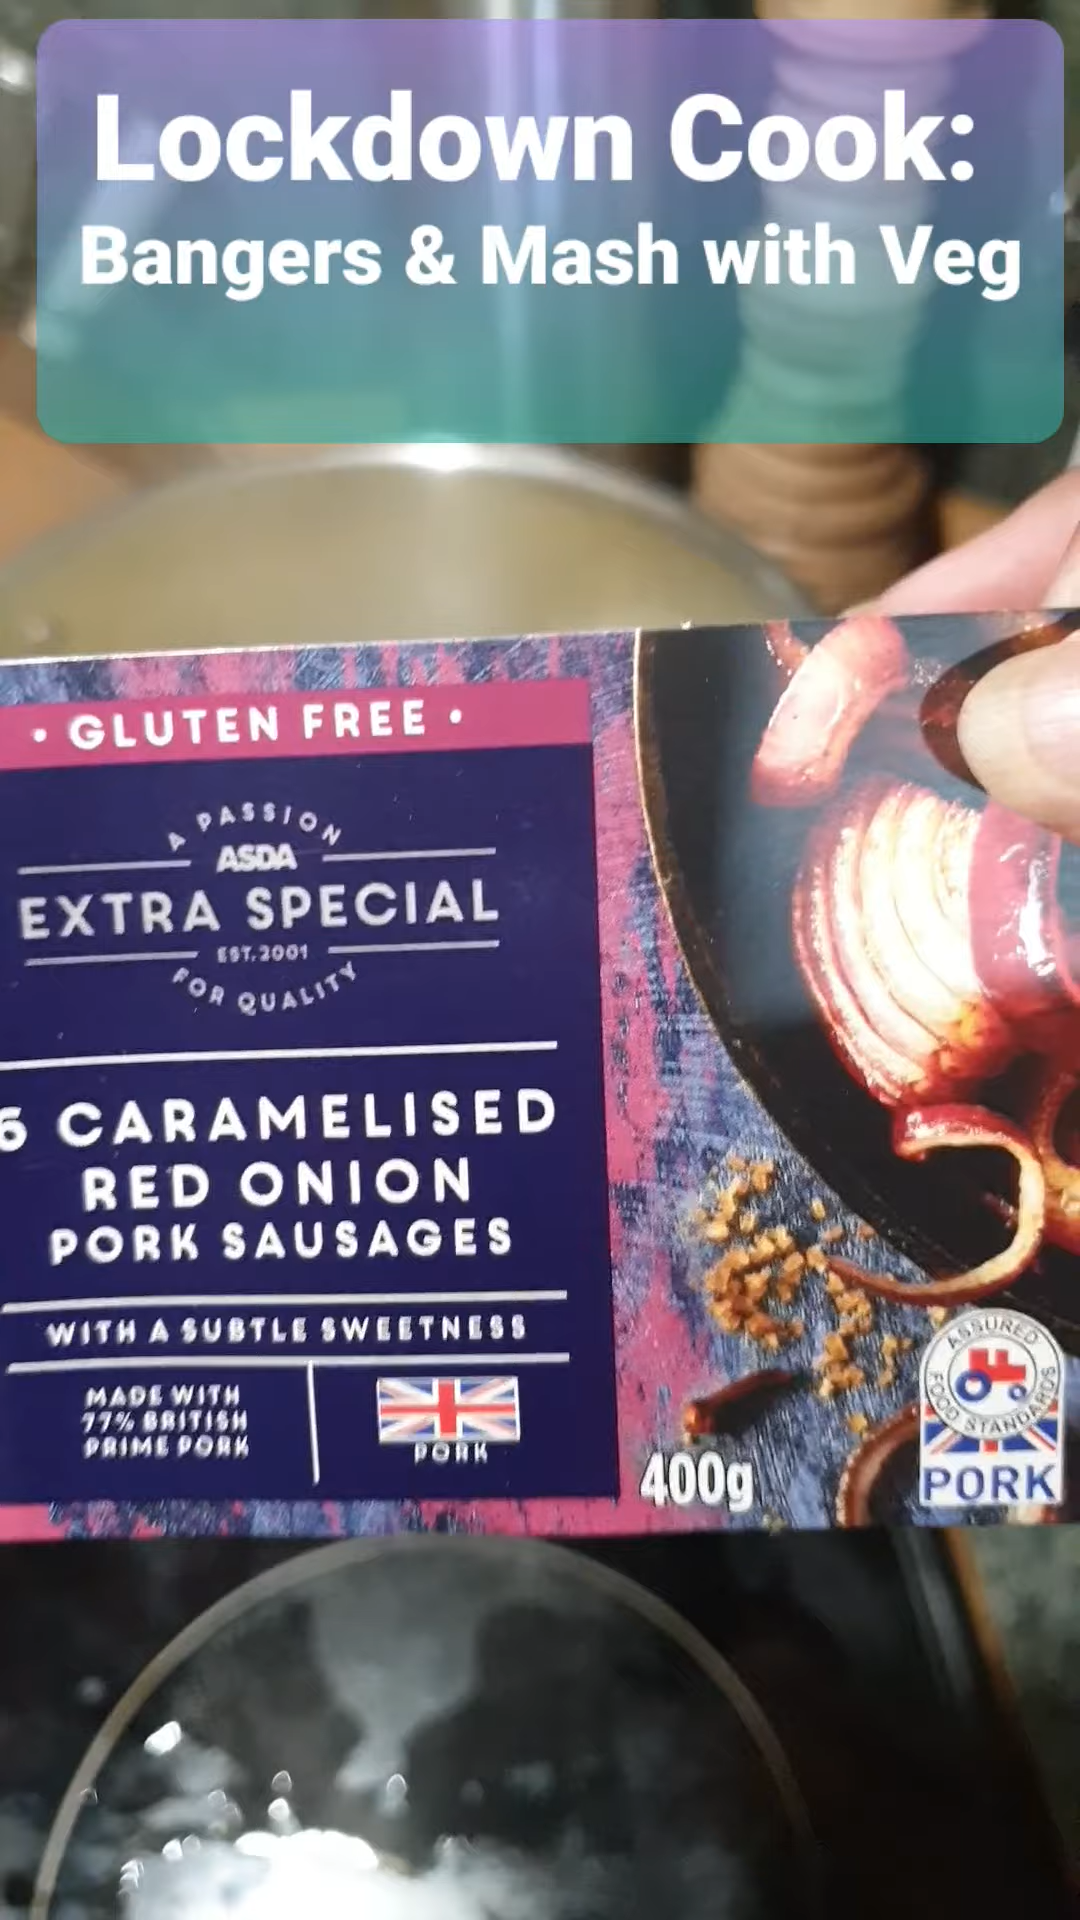 Lockdown Cook:
Bangers & Mash with Veg
• GLUTEN FREE •
A PASSION
ASDA
EXTRA SPECIAL
EST.2001
FOR QUALITY
6 CARAMELISED
RED ONION
PORK SAUSAGES
WITH A SUBTLE SWEETNESS
MADE WITH
77% BRITISH
PRIME PORK
PORK
400g
ASSURED
FOOD STANDARDS
PORK